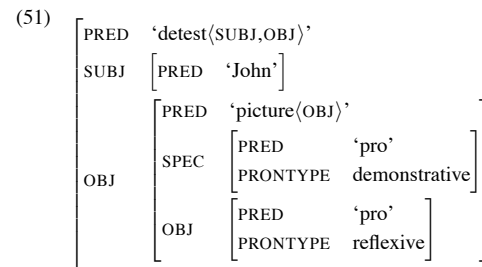 (51)
PRED ‘detest⟨SUBJ,OBJ⟩’
SUBJ [PRED ‘John’]
PRED ‘picture⟨OBJ⟩’
PRED ‘pro’
SPEC
PRONTYPE demonstrative
OBJ
PRED ‘pro’
OBJ
PRONTYPE reflexive